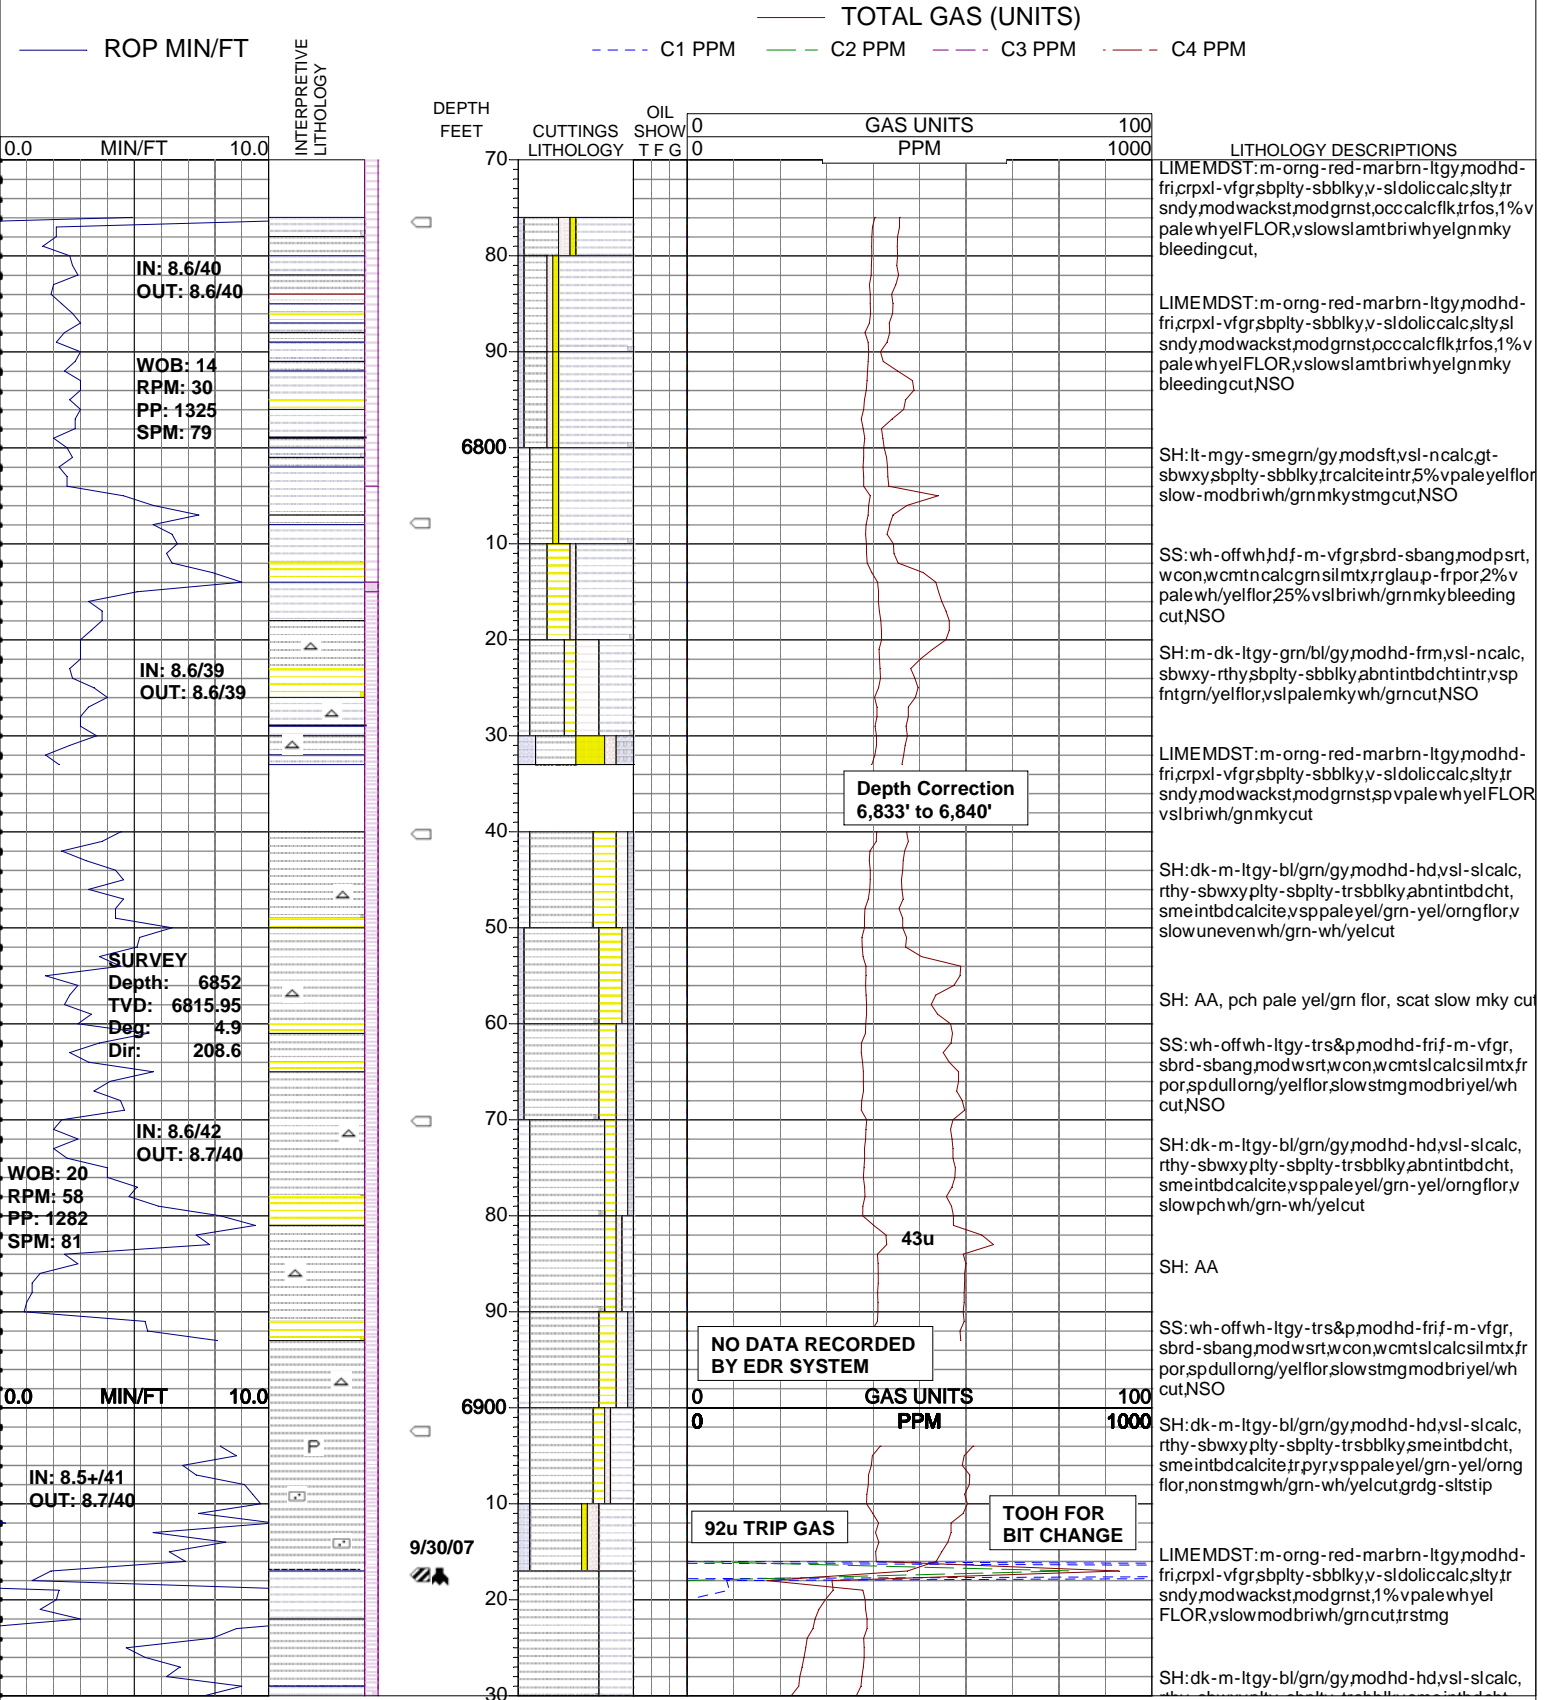 TOTAL GAS (UNITS)
ROP MIN/FT
C1 PPM
C2 PPM
C3 PPM
C4 PPM
INTERPRETIVE
LITHOLOGY
DEPTH
FEET
CUTTINGS
LITHOLOGY
OIL
SHOW
T F G
0.0 MIN/FT 10.0
0 GAS UNITS 100
0 PPM 1000
LITHOLOGY DESCRIPTIONS
70
80
90
6800
10
20
30
40
50
60
70
80
90
6900
10
20
30
IN: 8.6/40
OUT: 8.6/40
WOB: 14
RPM: 30
PP: 1325
SPM: 79
IN: 8.6/39
OUT: 8.6/39
SURVEY
Depth: 6852
TVD: 6815.95
Deg: 4.9
Dir: 208.6
IN: 8.6/42
OUT: 8.7/40
WOB: 20
RPM: 58
PP: 1282
SPM: 81
0.0 MIN/FT 10.0
IN: 8.5+/41
OUT: 8.7/40
P
9/30/07
Depth Correction
6,833' to 6,840'
43u
NO DATA RECORDED
BY EDR SYSTEM
0 GAS UNITS 100
0 PPM 1000
92u TRIP GAS
TOOH FOR
BIT CHANGE
LIMEMDST:m-orng-red-marbrn-ltgy,modhd-
fri,crpxl-vfgr,sbplty-sbblky,v-sldoliccalc,slty,tr
sndy,modwackst,modgrnst,occcalcflk,trfos,1%v
palewhyelFLOR,vslowslamtbriwhyelgnmky
bleedingcut,
LIMEMDST:m-orng-red-marbrn-ltgy,modhd-
fri,crpxl-vfgr,sbplty-sbblky,v-sldoliccalc,slty,sl
sndy,modwackst,modgrnst,occcalcflk,trfos,1%v
palewhyelFLOR,vslowslamtbriwhyelgnmky
bleedingcut,NSO
SH:lt-mgy-smegrn/gy,modsft,vsl-ncalc,gt-
sbwxy,sbplty-sbblky,trcalciteintr,5%vpaleyelflor
slow-modbriwh/grnmkystmgcut,NSO
SS:wh-offwh,hd,f-m-vfgr,sbrd-sbang,modpsrt,
wcon,wcmtncalcgrnsilmtx,rrglau,p-frpor,2%v
palewh/yelflor,25%vslbriwh/grnmkybleeding
cut,NSO
SH:m-dk-ltgy-grn/bl/gy,modhd-frm,vsl-ncalc,
sbwxy-rthy,sbplty-sbblky,abntintbdchtintr,vsp
fntgrn/yelflor,vslpalemkywh/grncut,NSO
LIMEMDST:m-orng-red-marbrn-ltgy,modhd-
fri,crpxl-vfgr,sbplty-sbblky,v-sldoliccalc,slty,tr
sndy,modwackst,modgrnst,spvpalewhyelFLOR
vslbriwh/gnmkycut
SH:dk-m-ltgy-bl/grn/gy,modhd-hd,vsl-slcalc,
rthy-sbwxy,plty-sbplty-trsbblky,abntintbdcht,
smeintbdcalcite,vsppaleyel/grn-yel/orngflor,v
slowunevenwh/grn-wh/yelcut
SH: AA, pch pale yel/grn flor, scat slow mky cut
SS:wh-offwh-ltgy-trs&p,modhd-fri,f-m-vfgr,
sbrd-sbang,modwsrt,wcon,wcmtslcalcsilmtx,fr
por,spdullorng/yelflor,slowstmgmodbriyel/wh
cut,NSO
SH:dk-m-ltgy-bl/grn/gy,modhd-hd,vsl-slcalc,
rthy-sbwxy,plty-sbplty-trsbblky,abntintbdcht,
smeintbdcalcite,vsppaleyel/grn-yel/orngflor,v
slowpchwh/grn-wh/yelcut
SH: AA
SS:wh-offwh-ltgy-trs&p,modhd-fri,f-m-vfgr,
sbrd-sbang,modwsrt,wcon,wcmtslcalcsilmtx,fr
por,spdullorng/yelflor,slowstmgmodbriyel/wh
cut,NSO
SH:dk-m-ltgy-bl/grn/gy,modhd-hd,vsl-slcalc,
rthy-sbwxy,plty-sbplty-trsbblky,smeintbdcht,
smeintbdcalcite,tr,pyr,vsppaleyel/grn-yel/orng
flor,nonstmgwh/grn-wh/yelcut,grdg-sltstip
LIMEMDST:m-orng-red-marbrn-ltgy,modhd-
fri,crpxl-vfgr,sbplty-sbblky,v-sldoliccalc,slty,tr
sndy,modwackst,modgrnst,1%vpalewhyel
FLOR,vslowmodbriwh/grncut,trstmg
SH:dk-m-ltgy-bl/grn/gy,modhd-hd,vsl-slcalc,